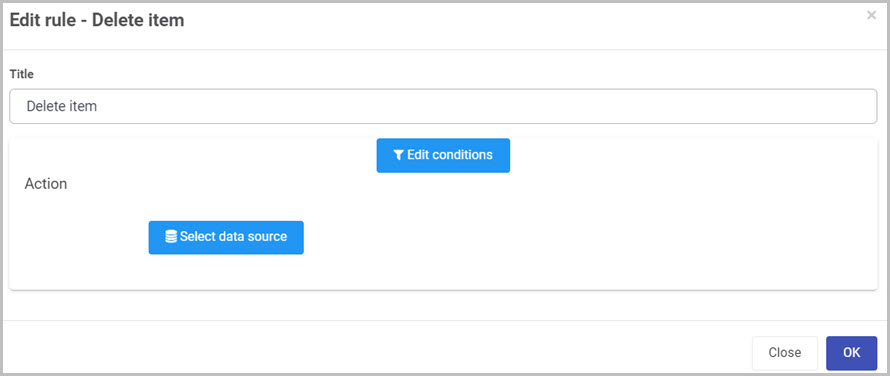 Edit rule - Delete item
×
Title
Delete item
Edit conditions
Action
Select data source
Close
OK